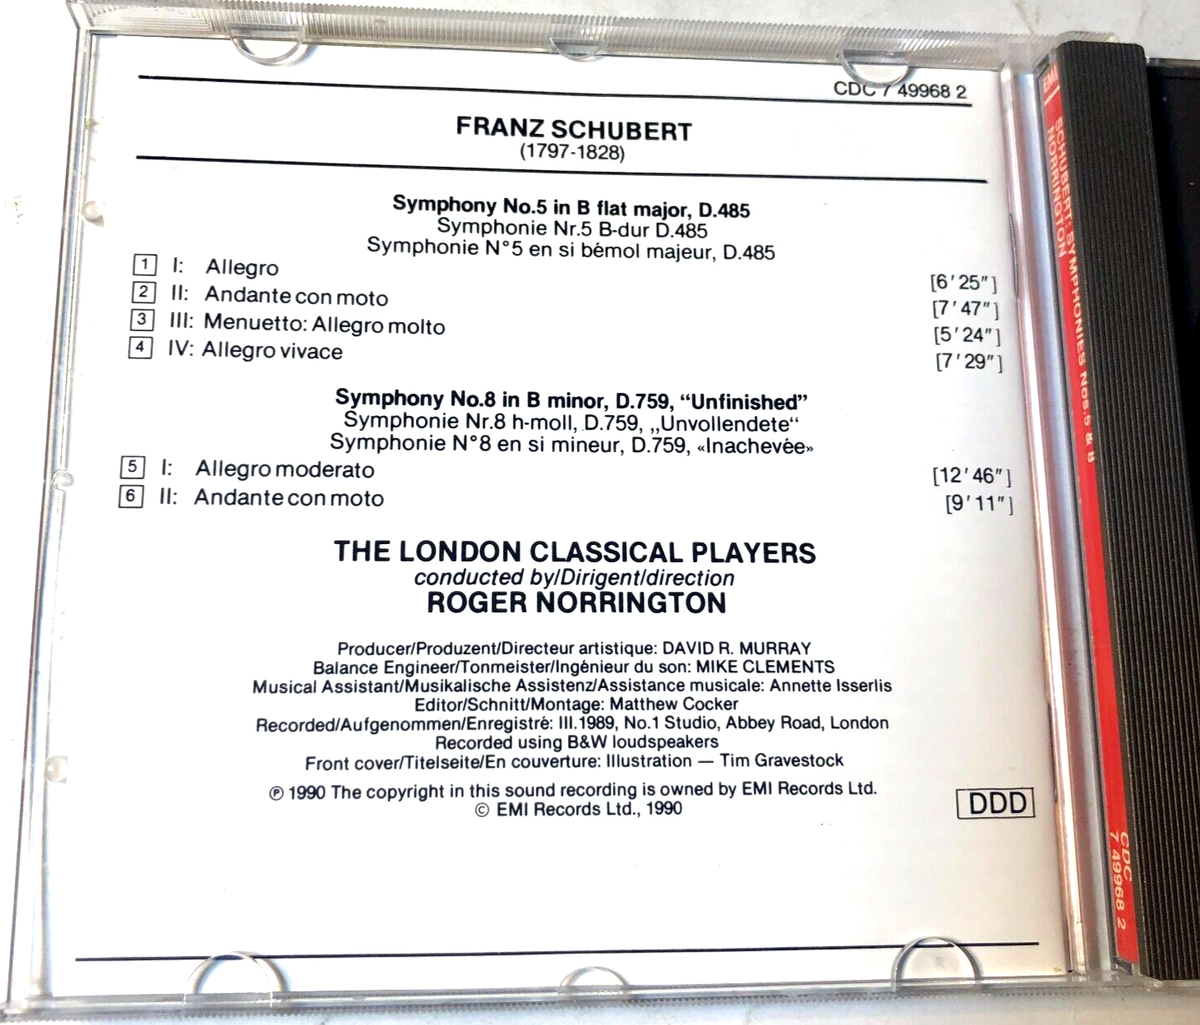 CDC 7 49968 2
FRANZ SCHUBERT
(1797-1828)
Symphony No.5 in B flat major, D.485
Symphonie Nr.5 B-dur D.485
Symphonie N°5 en si bémol majeur, D.485
1 I: Allegro [6′25″]
2 II: Andante con moto [7′47″]
3 III: Menuetto: Allegro molto [5′24″]
4 IV: Allegro vivace [7′29″]
Symphony No.8 in B minor, D.759, “Unfinished”
Symphonie Nr.8 h-moll, D.759, „Unvollendete“
Symphonie N°8 en si mineur, D.759, «Inachevée»
5 I: Allegro moderato [12′46″]
6 II: Andante con moto [9′11″]
THE LONDON CLASSICAL PLAYERS
conducted by/Dirigent/direction
ROGER NORRINGTON
Producer/Produzent/Directeur artistique: DAVID R. MURRAY
Balance Engineer/Tonmeister/Ingénieur du son: MIKE CLEMENTS
Musical Assistant/Musikalische Assistenz/Assistance musicale: Annette Isserlis
Editor/Schnitt/Montage: Matthew Cocker
Recorded/Aufgenommen/Enregistré: III.1989, No.1 Studio, Abbey Road, London
Recorded using B&W loudspeakers
Front cover/Titelseite/En couverture: Illustration — Tim Gravestock
℗ 1990 The copyright in this sound recording is owned by EMI Records Ltd.
© EMI Records Ltd., 1990
DDD
EMI
SCHUBERT: SYMPHONIES Nos.5 & 8
NORRINGTON
CDC
7 49968 2